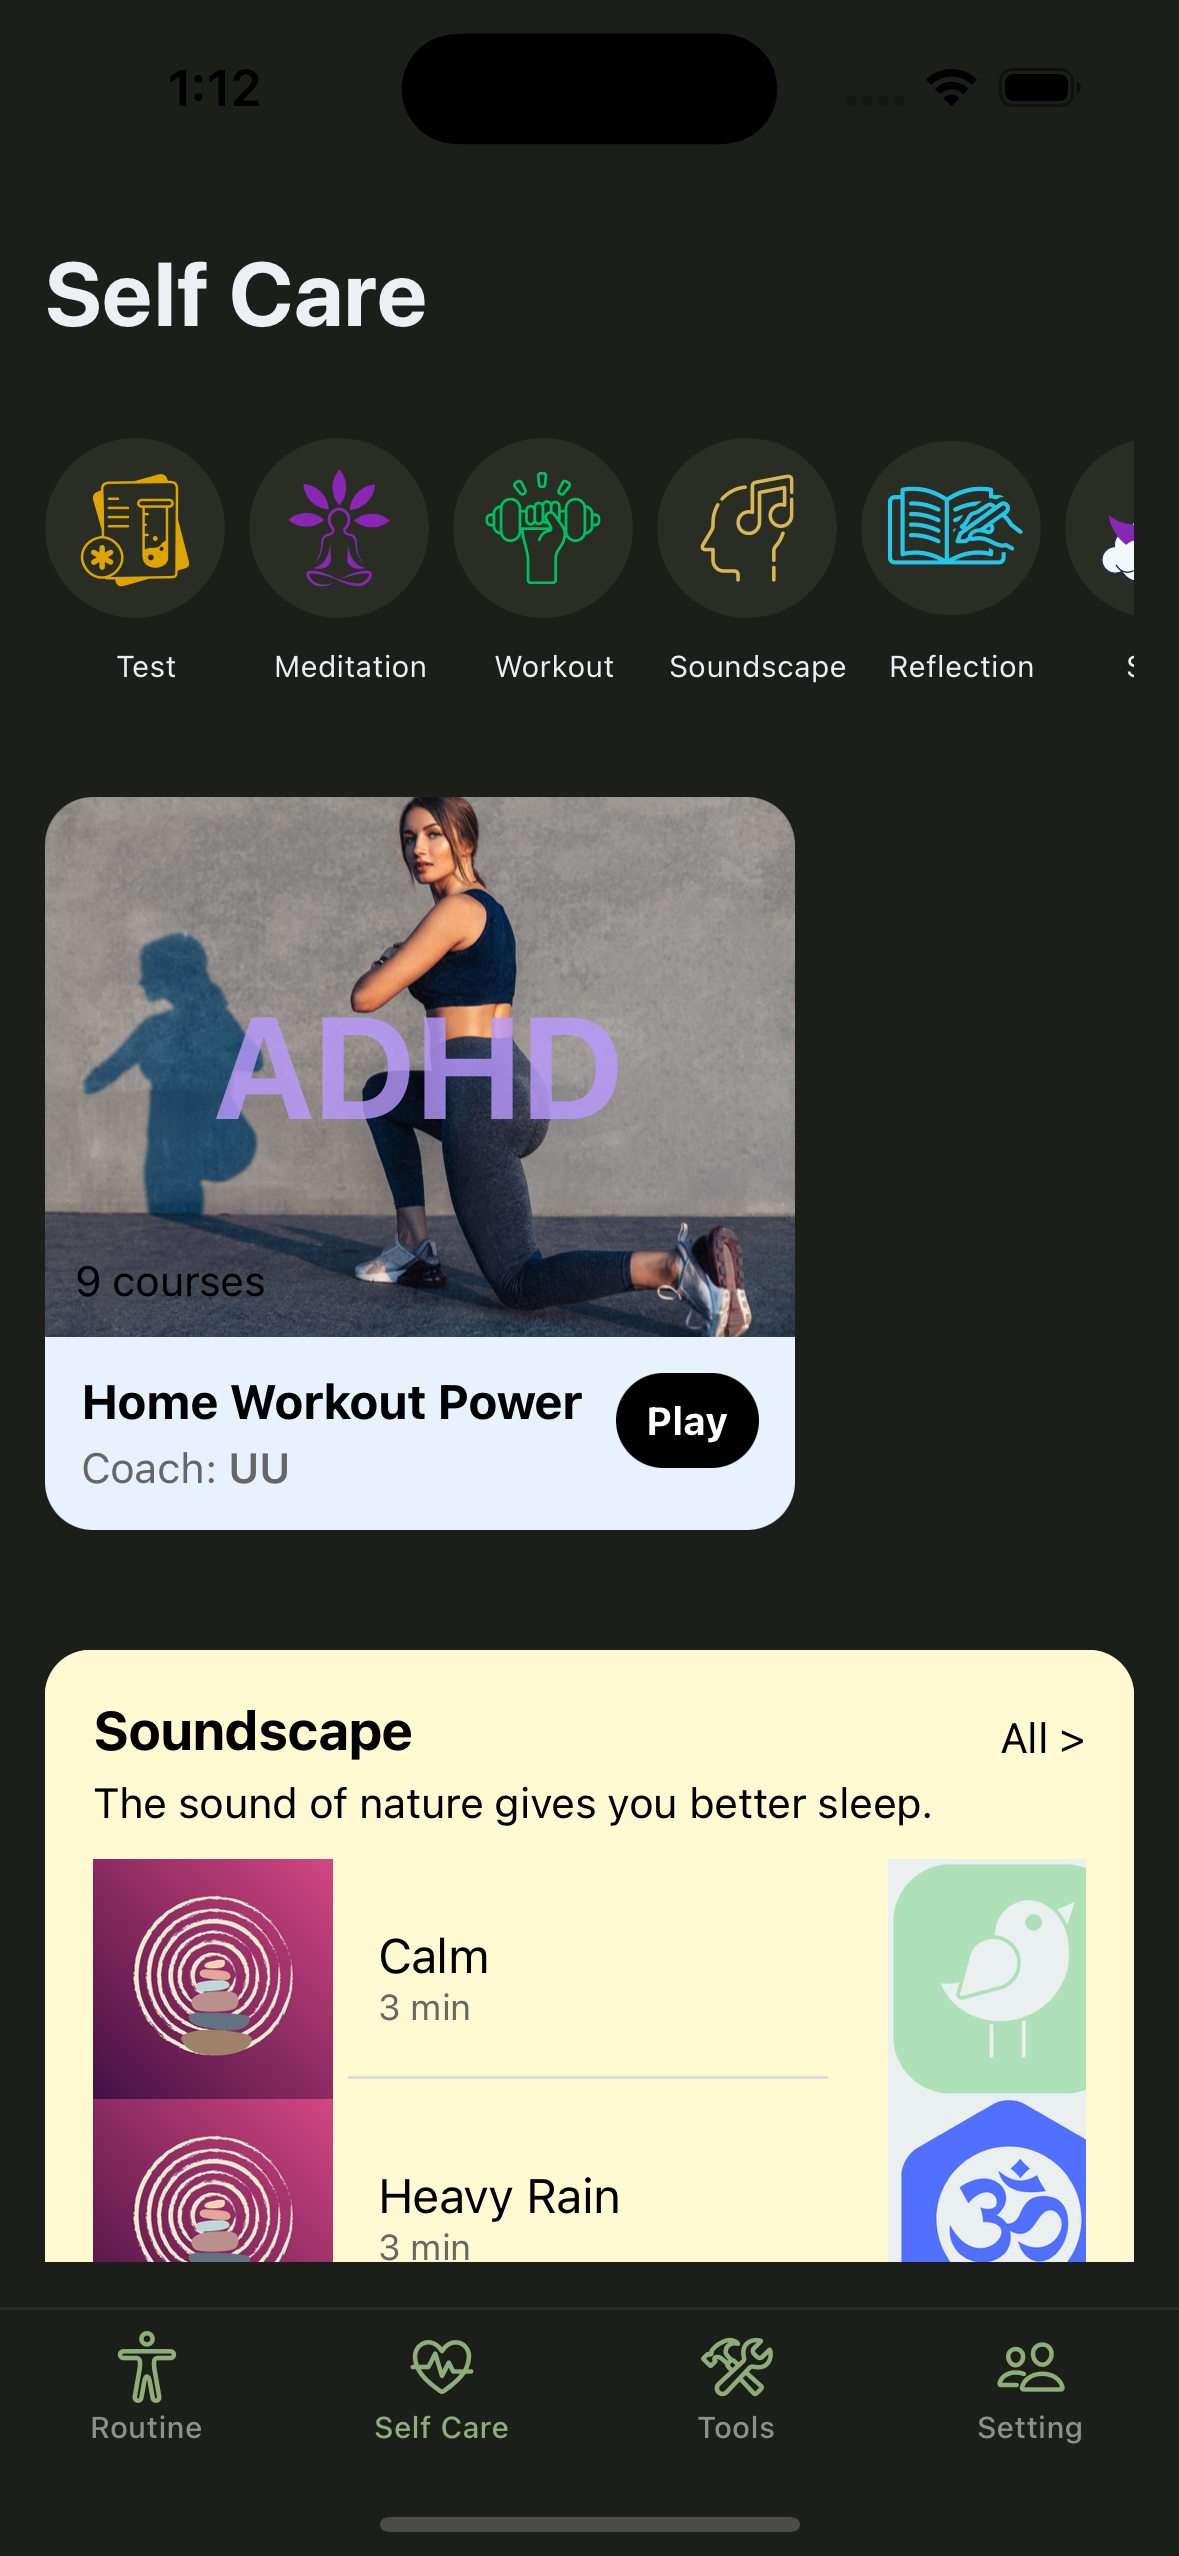 1:12
Self Care
Test
Meditation
Workout
Soundscape
Reflection
S
ADHD
9 courses
Home Workout Power
Play
Coach: UU
Soundscape
All >
The sound of nature gives you better sleep.
Calm
3 min
ॐ
Heavy Rain
3 min
Routine
Self Care
Tools
Setting